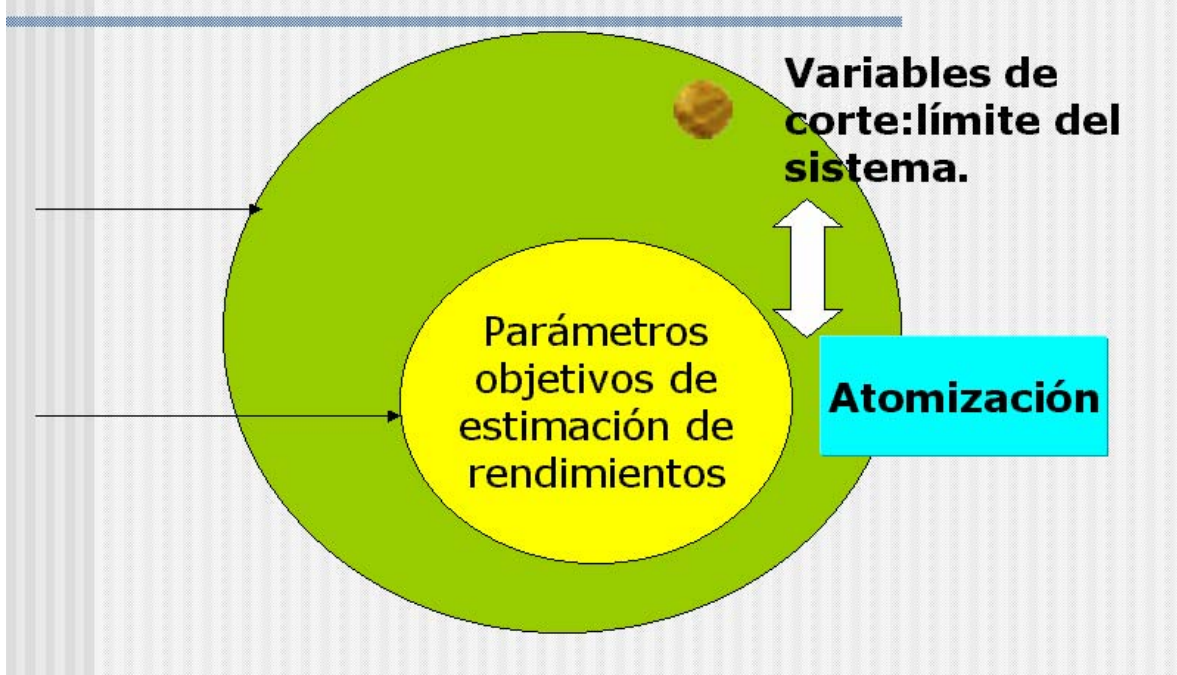 Variables de
corte:límite del
sistema.
Parámetros
objetivos de
estimación de
rendimientos
Atomización